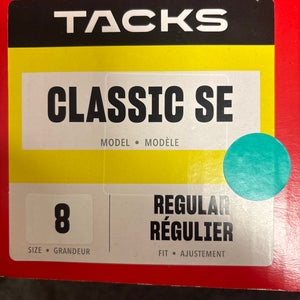 TACKS
CLASSIC SE
MODEL • MODÈLE
8
SIZE • GRANDEUR
REGULAR
RÉGULIER
FIT • AJUSTEMENT